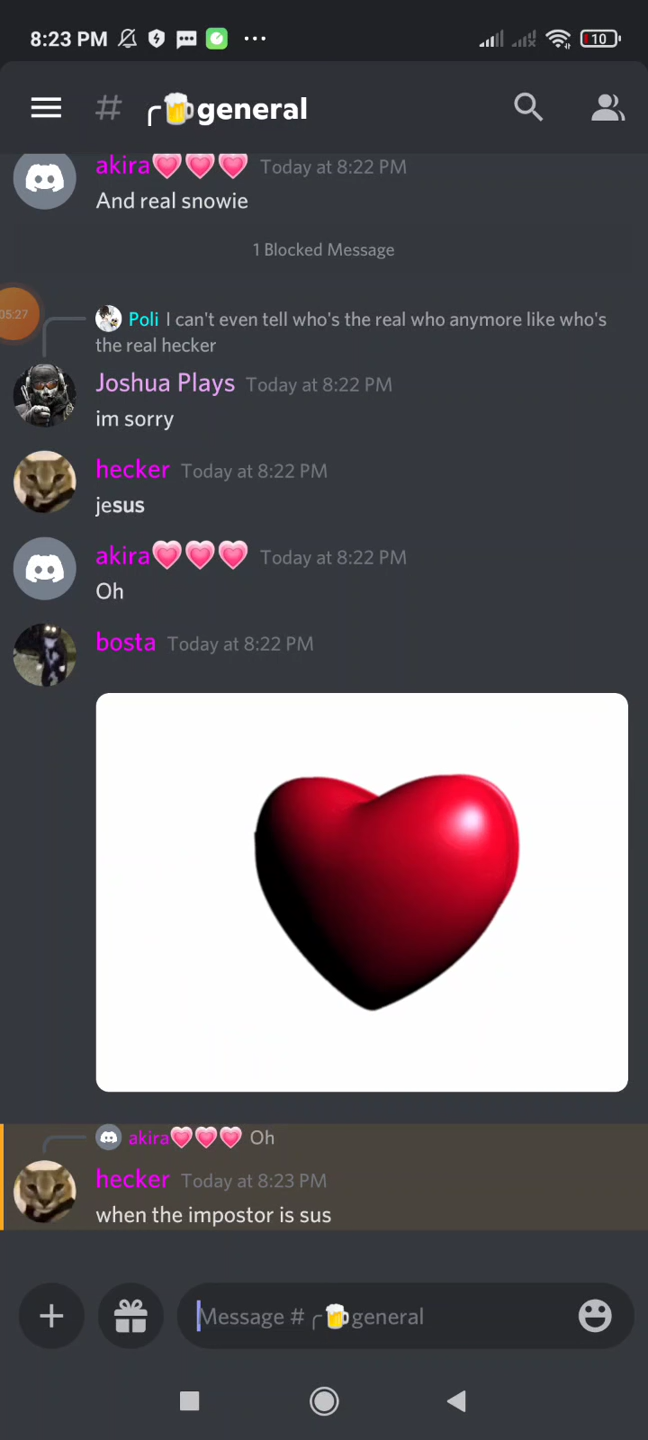 8:23 PM ... 10
# ╭🍺general
akira💗💗💗 Today at 8:22 PM
And real snowie
1 Blocked Message
05:27
Poli I can't even tell who's the real who anymore like who's
the real hecker
Joshua Plays Today at 8:22 PM
im sorry
hecker Today at 8:22 PM
jesus
akira💗💗💗 Today at 8:22 PM
Oh
bosta Today at 8:22 PM
akira💗💗💗 Oh
hecker Today at 8:23 PM
when the impostor is sus
Message # ╭🍺general